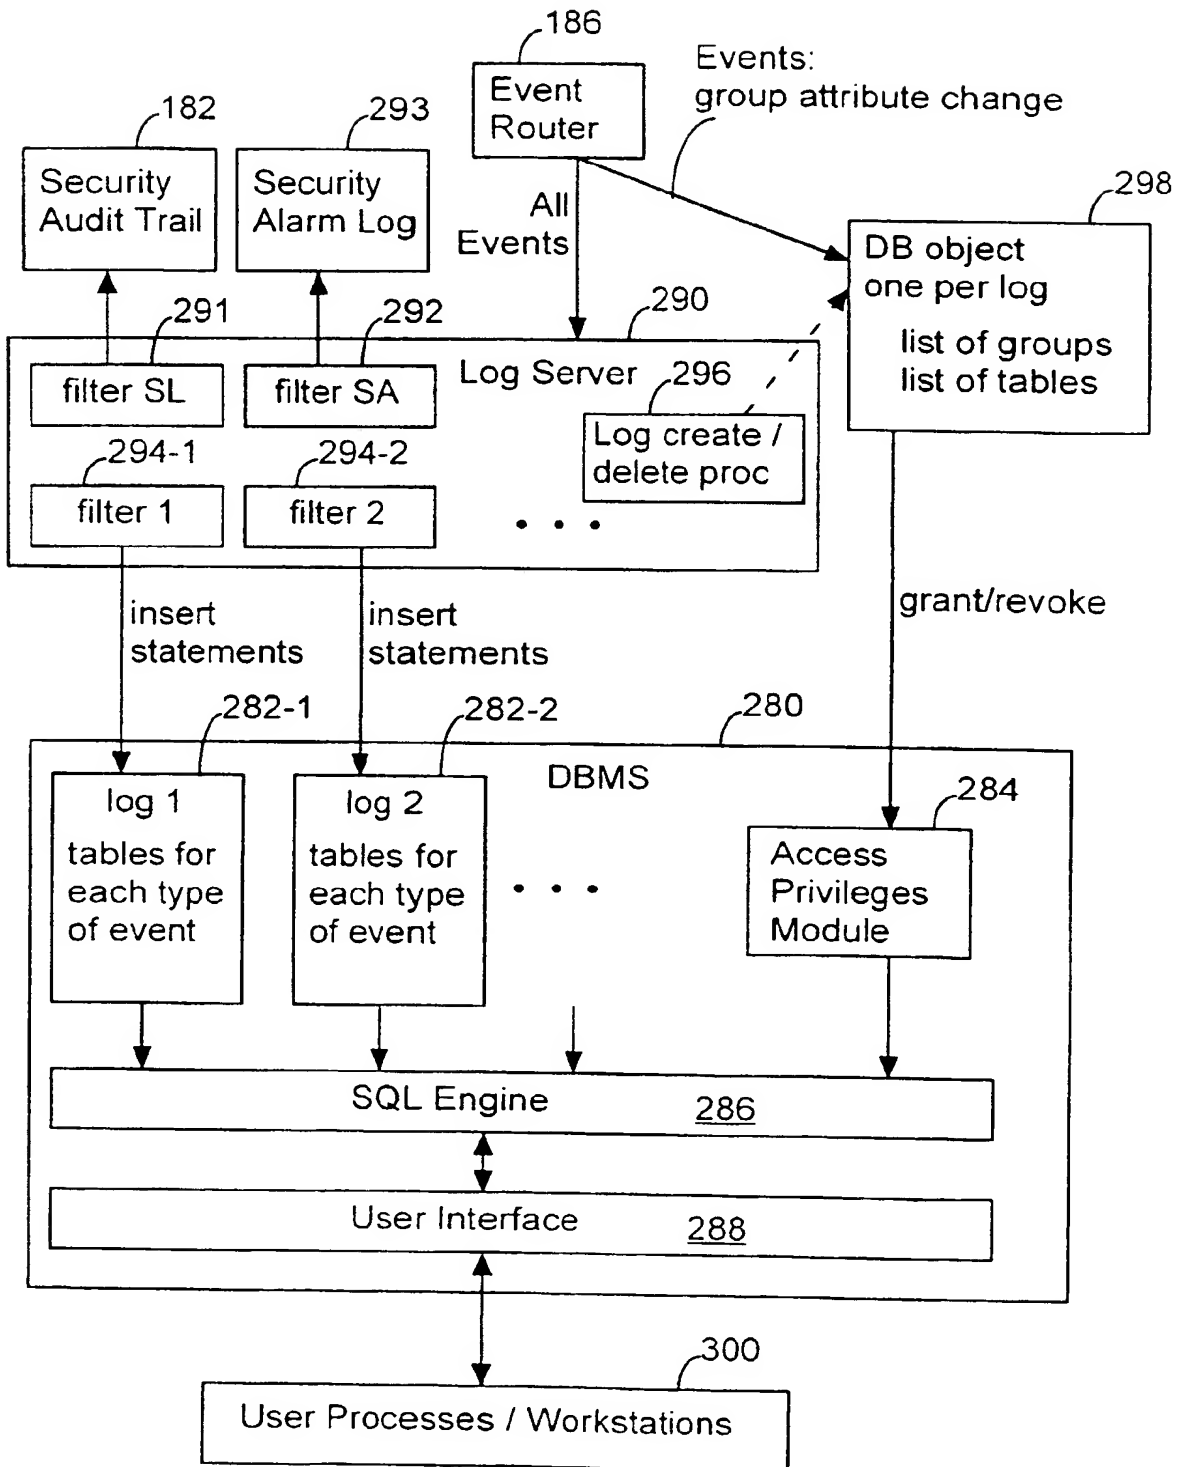 186
Event
Router
Events:
group attribute change
182
293
Security
Audit Trail
Security
Alarm Log
All
Events
298
DB object
one per log
list of groups
list of tables
291
292
290
filter SL
filter SA
Log Server
296
Log create /
delete proc
294-1
294-2
filter 1
filter 2
. . .
insert
statements
insert
statements
grant/revoke
282-1
282-2
280
DBMS
log 1
tables for
each type
of event
log 2
tables for
each type
of event
. . .
284
Access
Privileges
Module
SQL Engine 286
User Interface 288
300
User Processes / Workstations